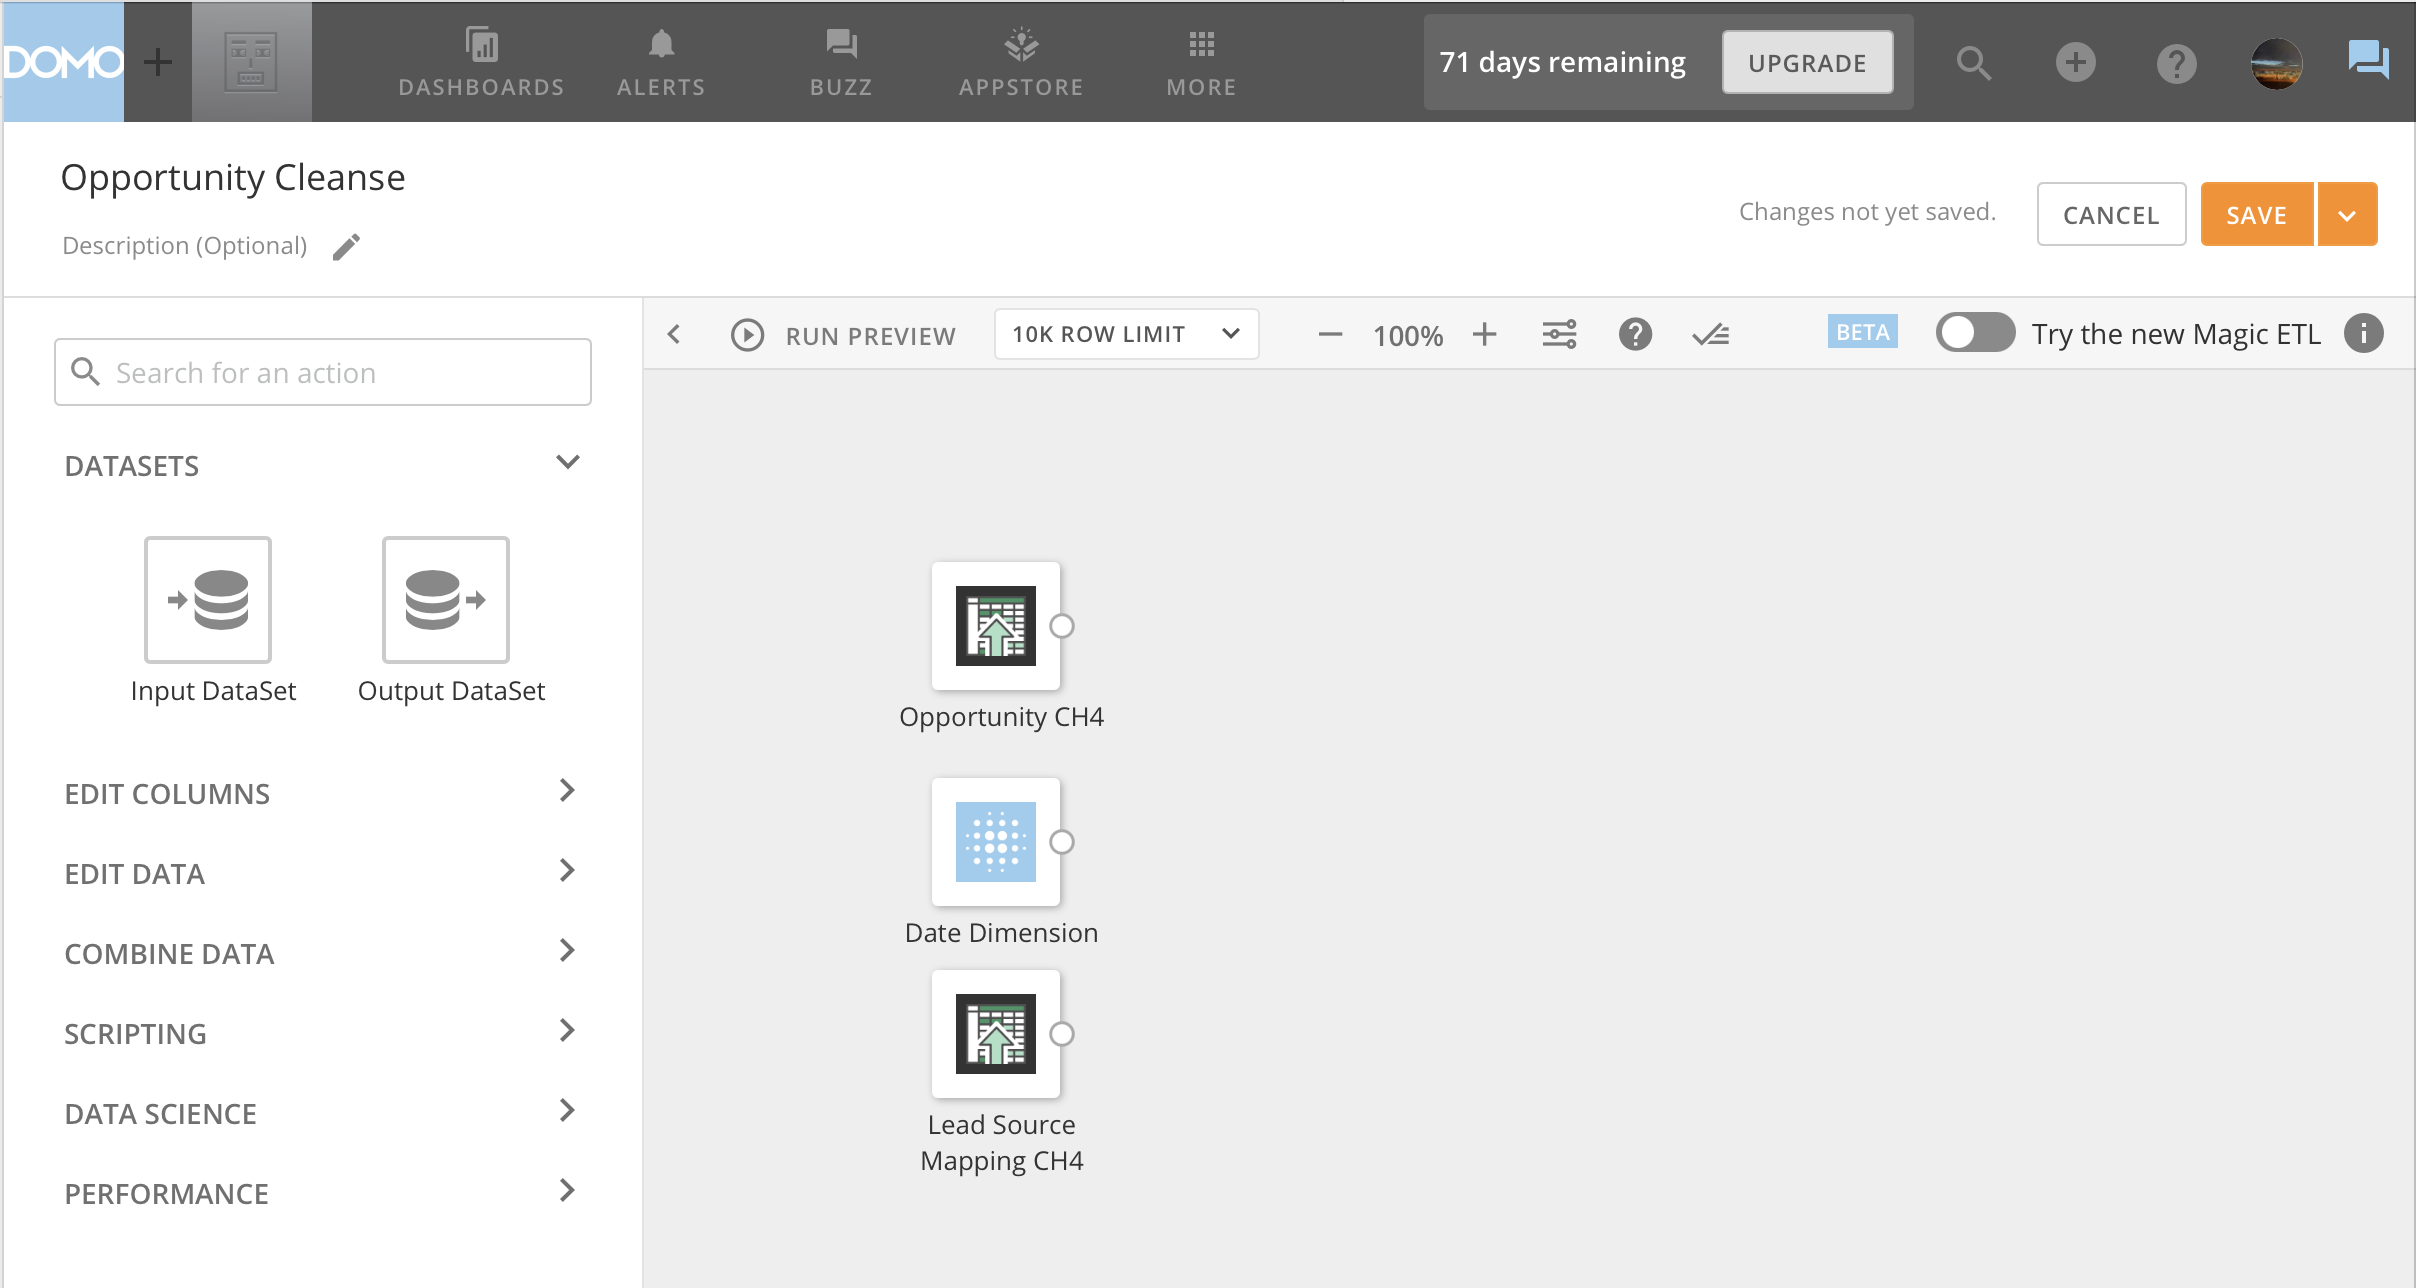 DOMO
DASHBOARDS
ALERTS
BUZZ
APPSTORE
MORE
71 days remaining
UPGRADE
Opportunity Cleanse
Description (Optional)
Changes not yet saved.
CANCEL
SAVE
Search for an action
RUN PREVIEW
10K ROW LIMIT
100%
BETA
Try the new Magic ETL
DATASETS
Input DataSet
Output DataSet
EDIT COLUMNS
EDIT DATA
COMBINE DATA
SCRIPTING
DATA SCIENCE
PERFORMANCE
Opportunity CH4
Date Dimension
Lead Source
Mapping CH4